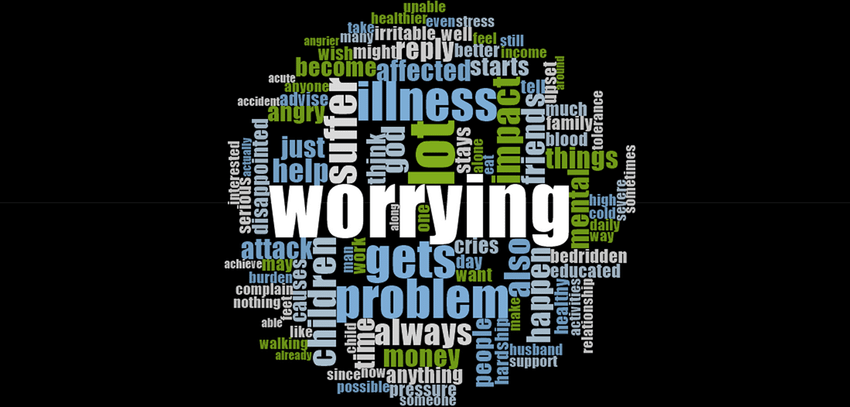 unable
healthier evenstress
take irritable well feel
many still
angrier wish might reply better income
become affected starts
acute
anyone tell upset around
accident advise illness
angry suffer impact friends much
family tolerance
blood
just think god lot stays alone eat things
help
interested actually
serious disappointed
worrying
along one
mental high severe sometimes
cold
daily
way
attack man work gets cries also bedridden
achieve may day educated
burden want
complain causes children problem make happen healthy activities relationship
nothing feet
able like child time always people hardship
walking
already money husband
support
since now anything
possible pressure
someone